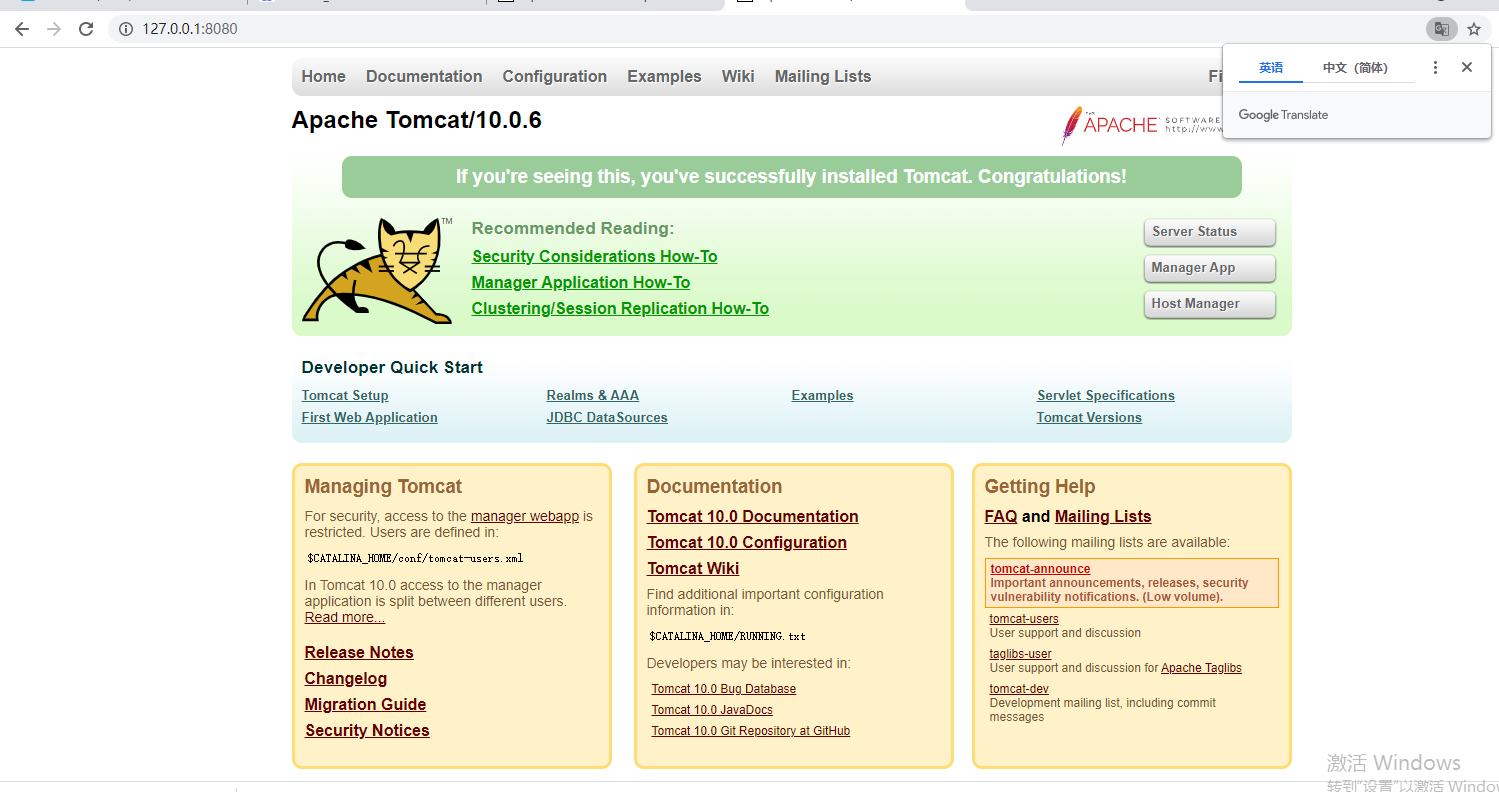 127.0.0.1:8080
英语 中文（简体）
Google Translate
Home Documentation Configuration Examples Wiki Mailing Lists Fi
Apache Tomcat/10.0.6
THE
APACHE SOFTWARE
http://www
If you're seeing this, you've successfully installed Tomcat. Congratulations!
TM
Recommended Reading:
Security Considerations How-To
Manager Application How-To
Clustering/Session Replication How-To
Server Status
Manager App
Host Manager
Developer Quick Start
Tomcat Setup
First Web Application
Realms & AAA
JDBC DataSources
Examples
Servlet Specifications
Tomcat Versions
Managing Tomcat
For security, access to the manager webapp is
restricted. Users are defined in:
$CATALINA_HOME/conf/tomcat-users.xml
In Tomcat 10.0 access to the manager
application is split between different users.
Read more...
Release Notes
Changelog
Migration Guide
Security Notices
Documentation
Tomcat 10.0 Documentation
Tomcat 10.0 Configuration
Tomcat Wiki
Find additional important configuration
information in:
$CATALINA_HOME/RUNNING.txt
Developers may be interested in:
Tomcat 10.0 Bug Database
Tomcat 10.0 JavaDocs
Tomcat 10.0 Git Repository at GitHub
Getting Help
FAQ and Mailing Lists
The following mailing lists are available:
tomcat-announce
Important announcements, releases, security
vulnerability notifications. (Low volume).
tomcat-users
User support and discussion
taglibs-user
User support and discussion for Apache Taglibs
tomcat-dev
Development mailing list, including commit
messages
激活 Windows
转到"设置"以激活 Windo